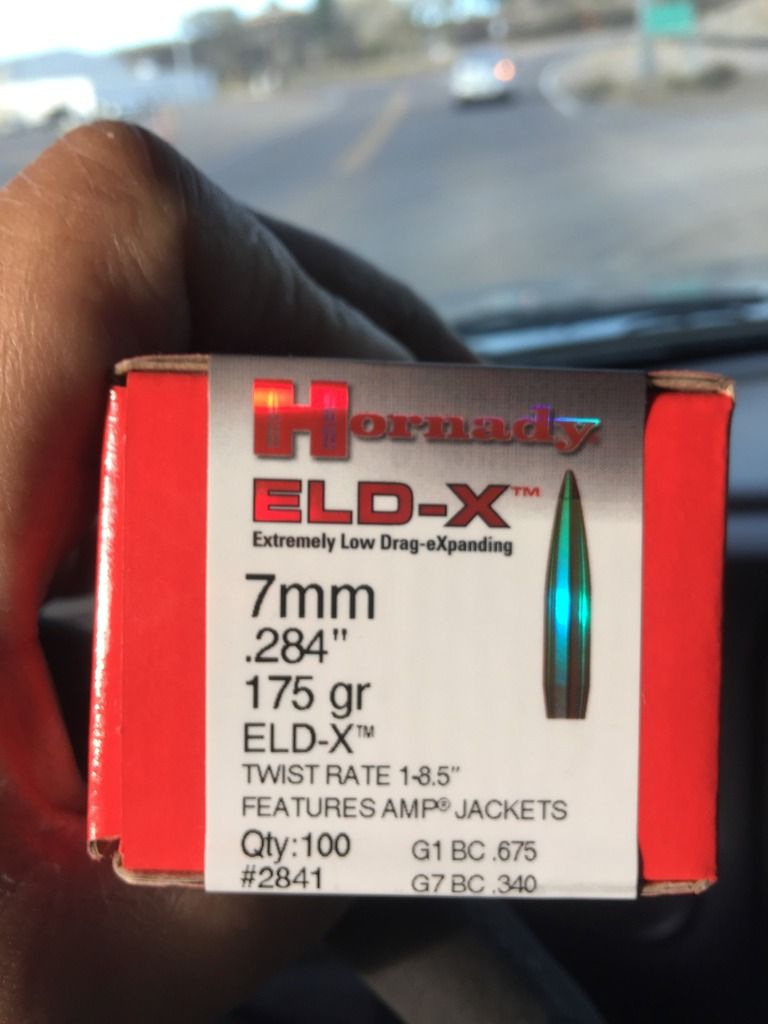 Hornady
ELD-X™
Extremely Low Drag-eXpanding
7mm
.284"
175 gr
ELD-X™
TWIST RATE 1-8.5"
FEATURES AMP® JACKETS
Qty:100 G1 BC .675
#2841 G7 BC .340